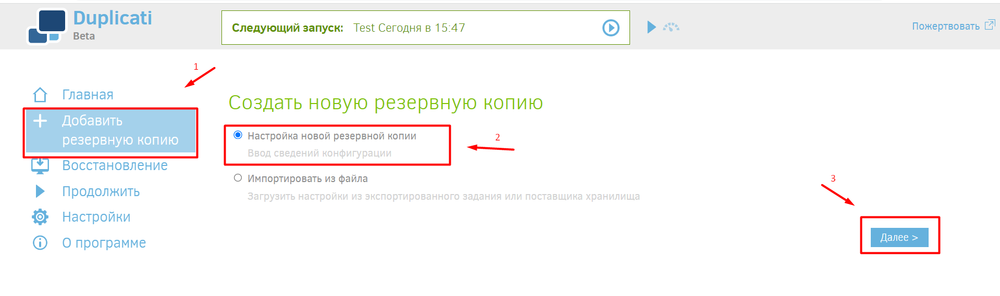 Duplicati
Beta
Следующий запуск: Test Сегодня в 15:47
Пожертвовать
1
Главная
Добавить
резервную копию
Восстановление
Продолжить
Настройки
О программе
Создать новую резервную копию
Настройка новой резервной копии
Ввод сведений конфигурации
2
Импортировать из файла
Загрузить настройки из экспортированного задания или поставщика хранилища
3
Далее >